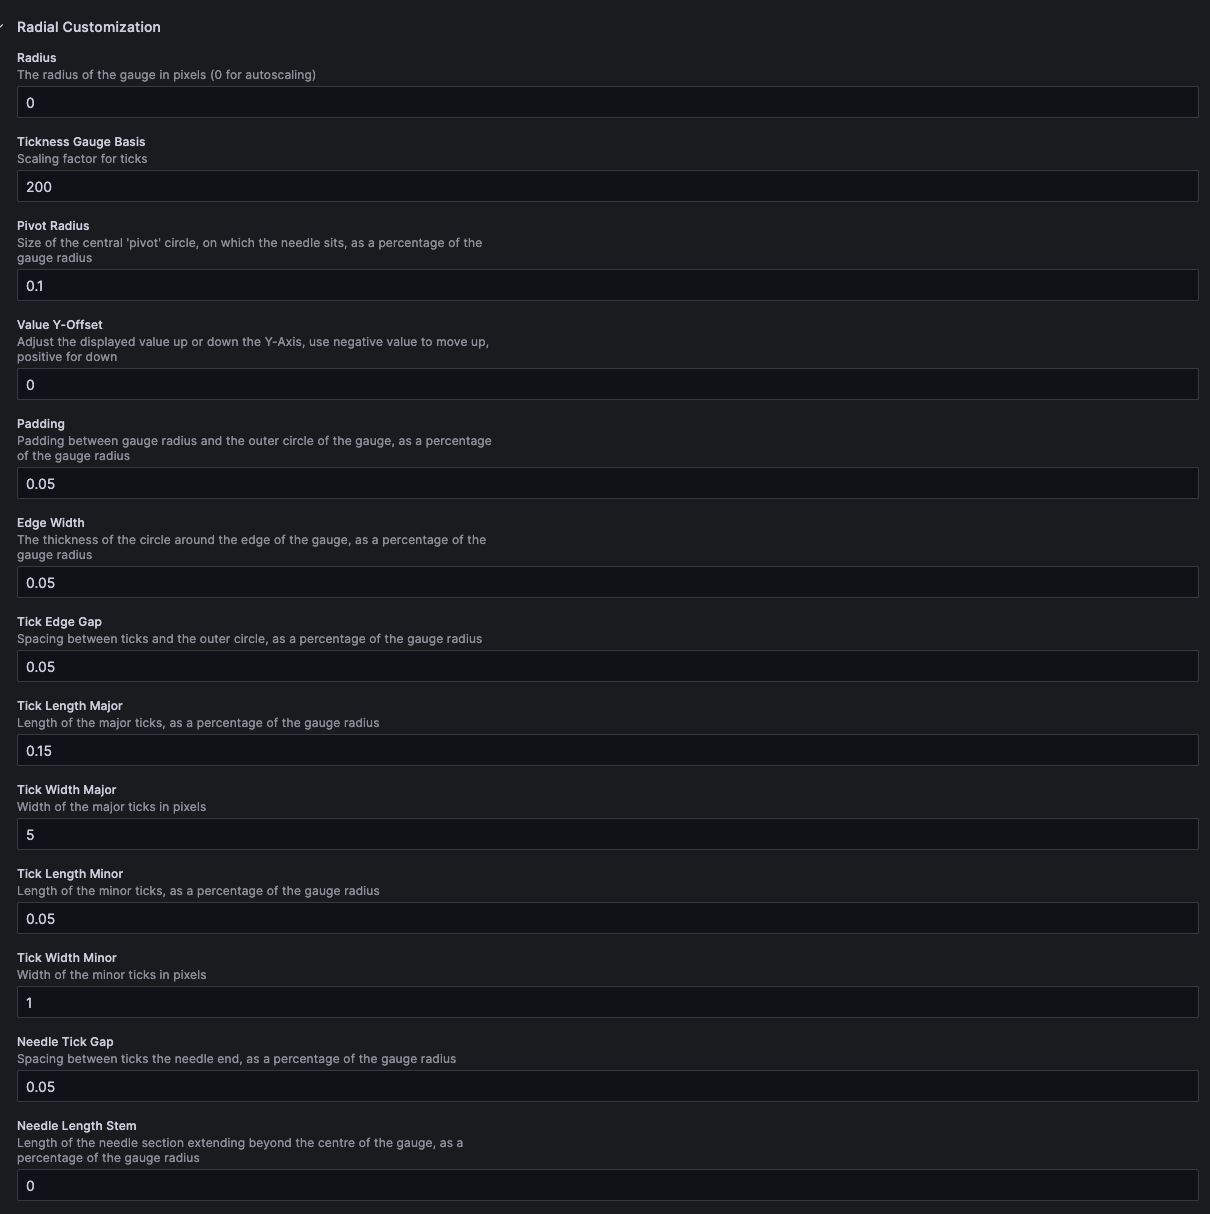 Radial Customization
Radius
The radius of the gauge in pixels (0 for autoscaling)
0
Tickness Gauge Basis
Scaling factor for ticks
200
Pivot Radius
Size of the central 'pivot' circle, on which the needle sits, as a percentage of the
gauge radius
0.1
Value Y-Offset
Adjust the displayed value up or down the Y-Axis, use negative value to move up,
positive for down
0
Padding
Padding between gauge radius and the outer circle of the gauge, as a percentage
of the gauge radius
0.05
Edge Width
The thickness of the circle around the edge of the gauge, as a percentage of the
gauge radius
0.05
Tick Edge Gap
Spacing between ticks and the outer circle, as a percentage of the gauge radius
0.05
Tick Length Major
Length of the major ticks, as a percentage of the gauge radius
0.15
Tick Width Major
Width of the major ticks in pixels
5
Tick Length Minor
Length of the minor ticks, as a percentage of the gauge radius
0.05
Tick Width Minor
Width of the minor ticks in pixels
1
Needle Tick Gap
Spacing between ticks the needle end, as a percentage of the gauge radius
0.05
Needle Length Stem
Length of the needle section extending beyond the centre of the gauge, as a
percentage of the gauge radius
0